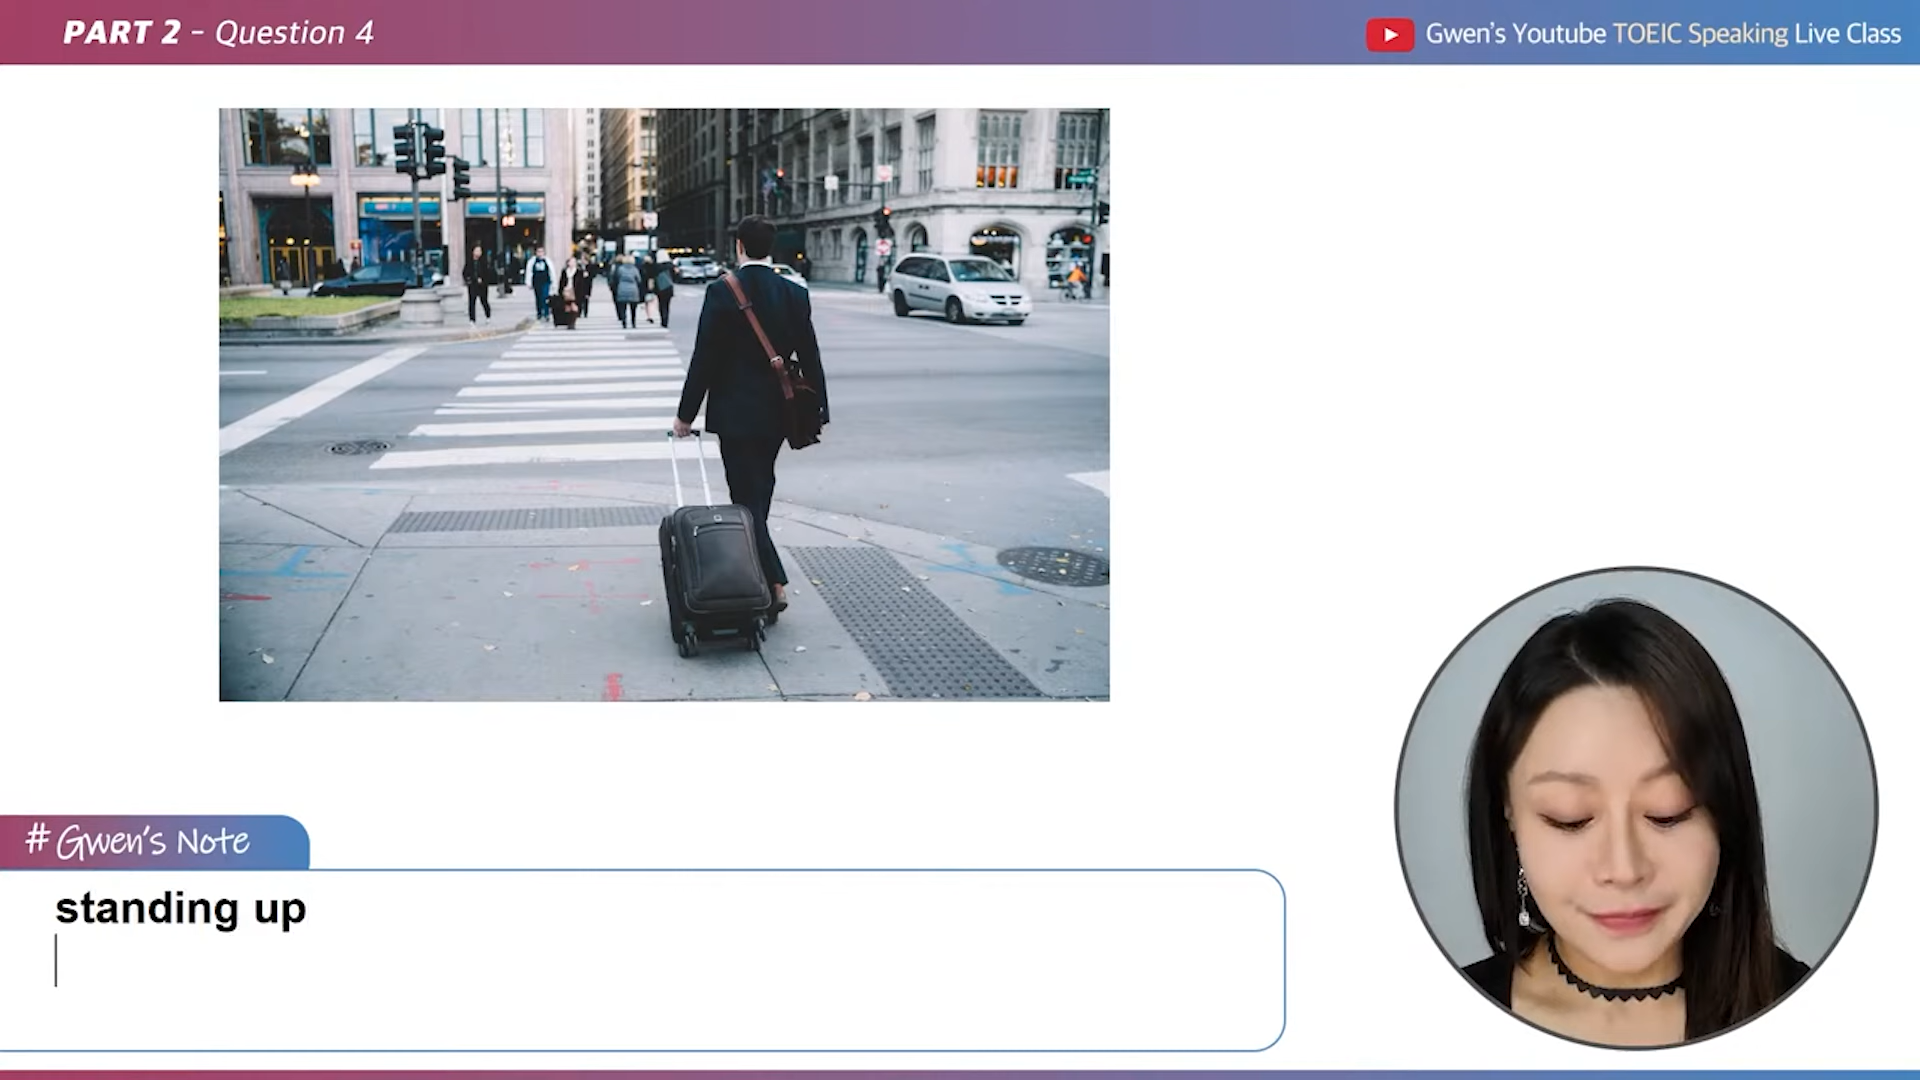 PART 2 - Question 4
Gwen's Youtube TOEIC Speaking Live Class
# Gwen's Note
standing up